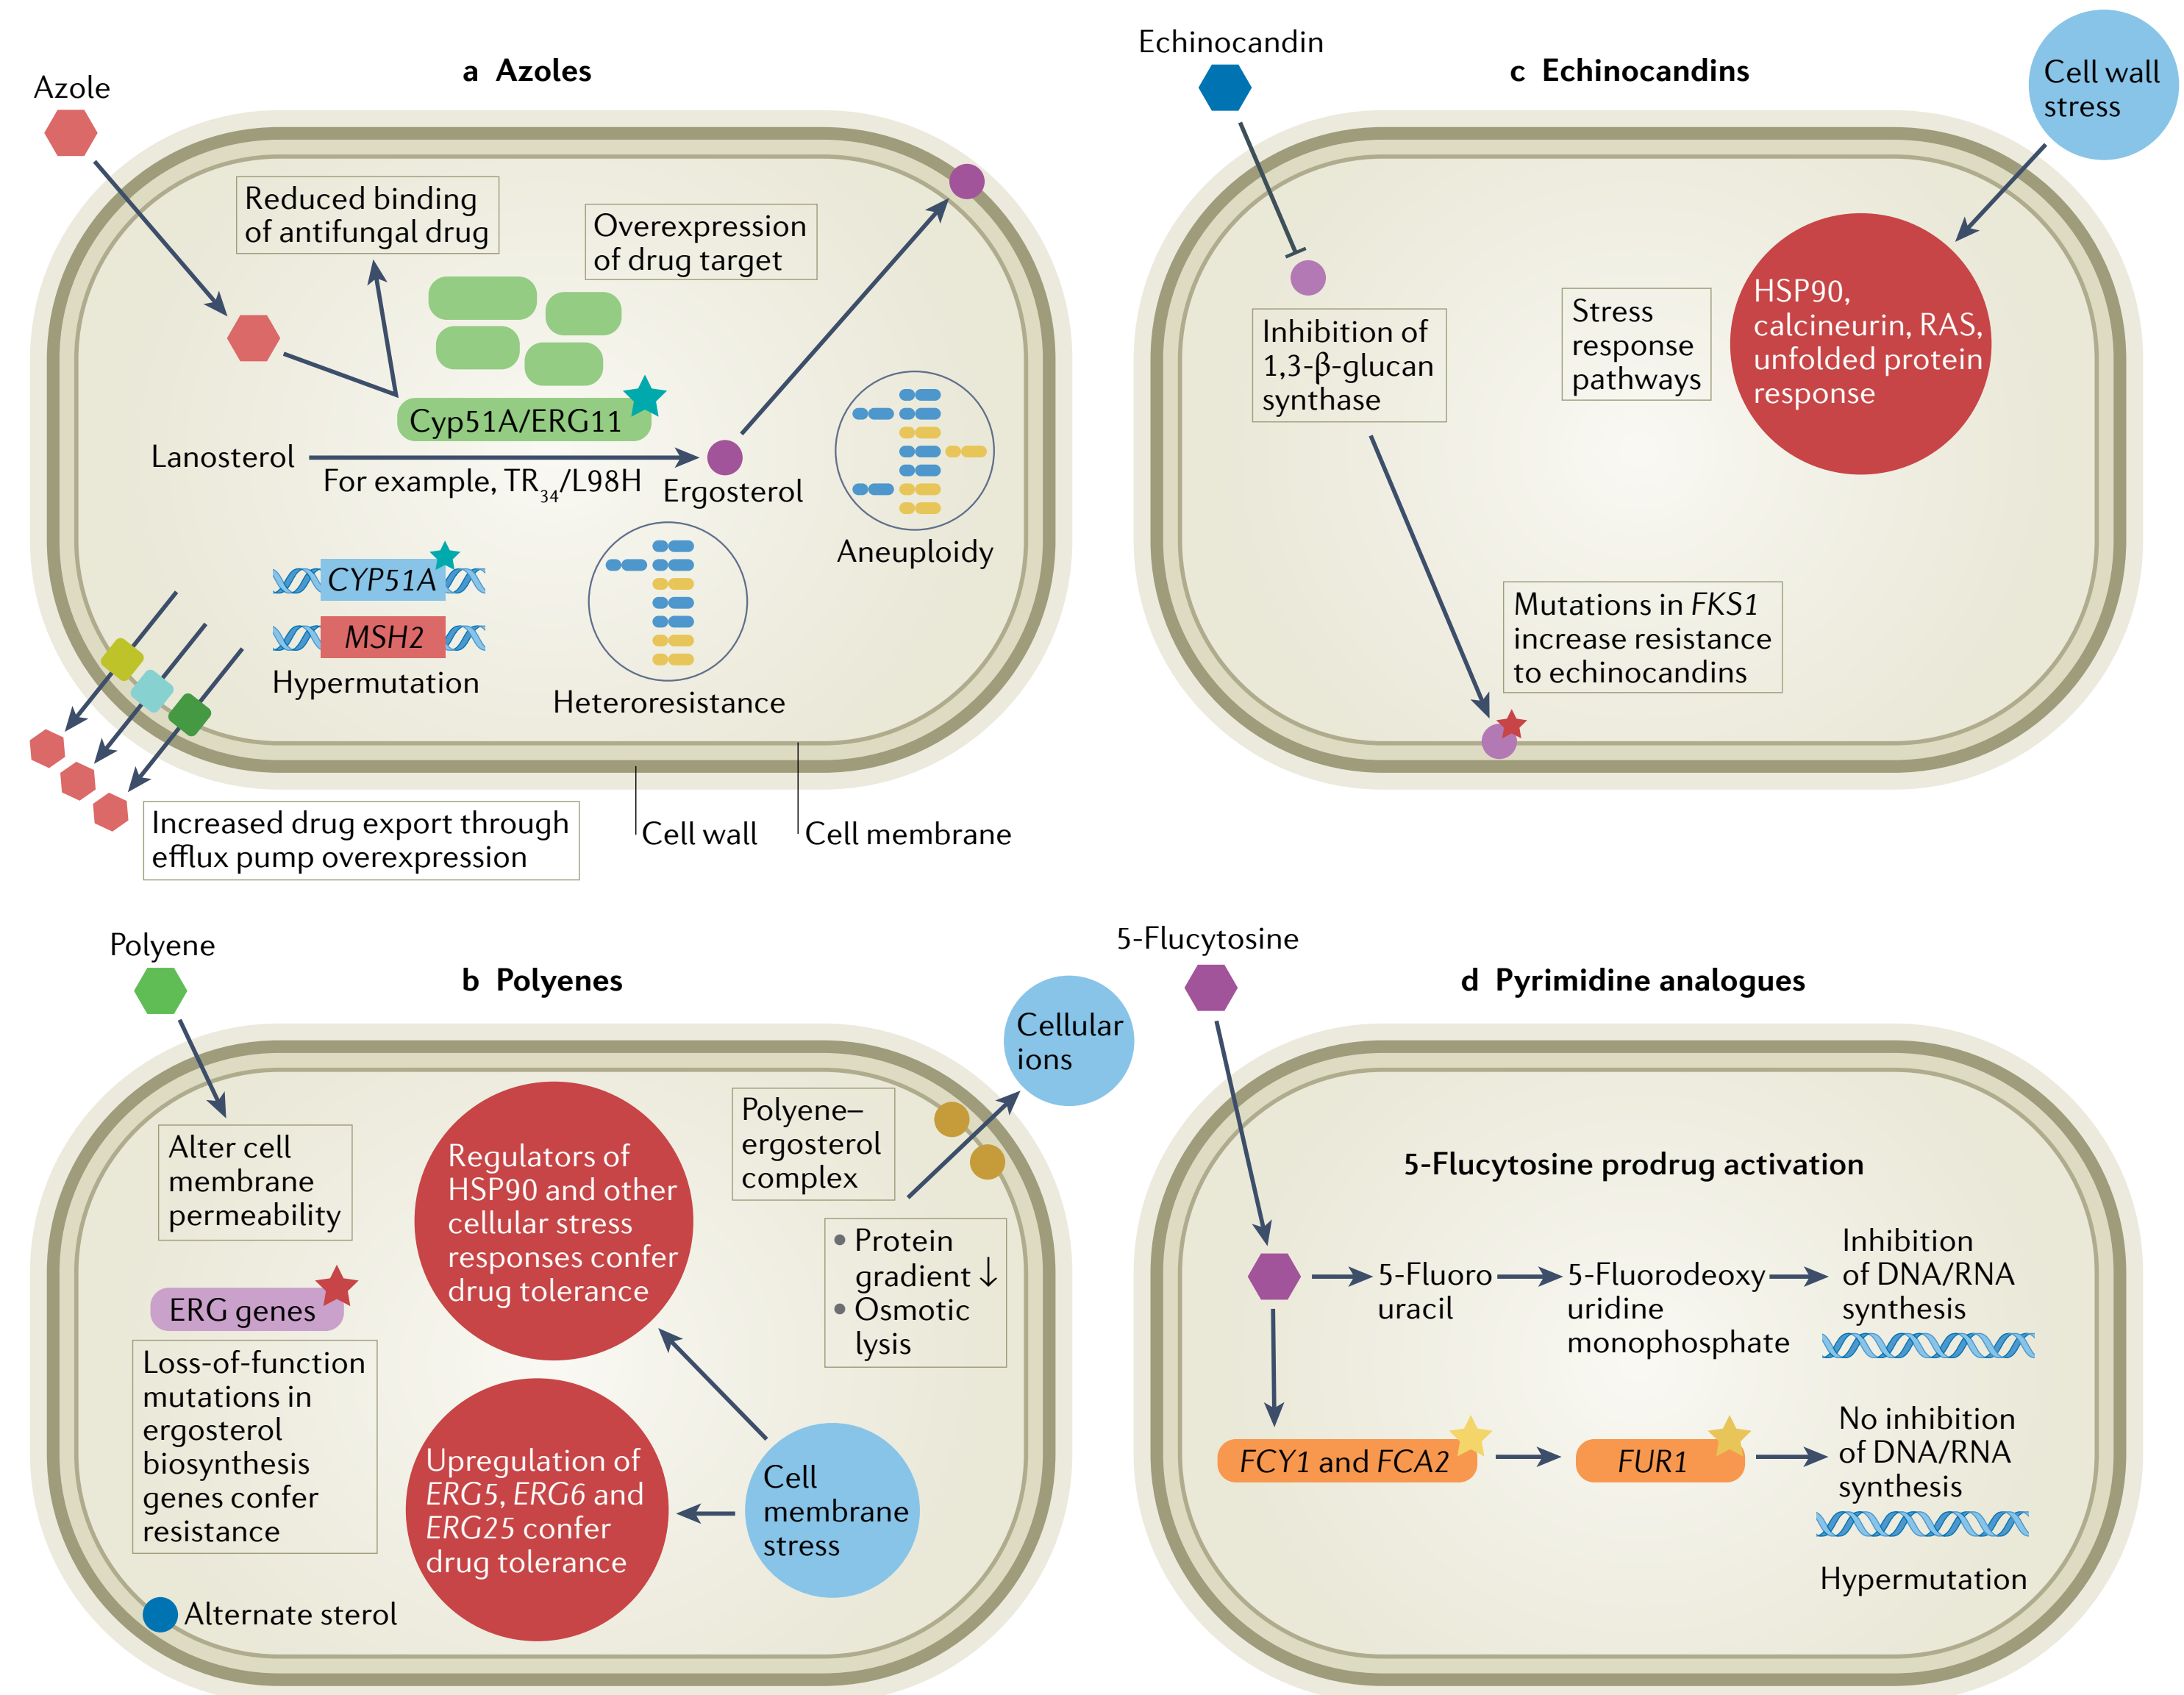 a Azoles
Azole
Reduced binding
of antifungal drug
Overexpression
of drug target
Cyp51A/ERG11
Lanosterol
For example, TR34/L98H
Ergosterol
Aneuploidy
CYP51A
MSH2
Hypermutation
Heteroresistance
Increased drug export through
efflux pump overexpression
Cell wall
Cell membrane
Echinocandin
c Echinocandins
Cell wall
stress
Inhibition of
1,3-β-glucan
synthase
Stress
response
pathways
HSP90,
calcineurin, RAS,
unfolded protein
response
Mutations in FKS1
increase resistance
to echinocandins
Polyene
b Polyenes
Cellular
ions
Alter cell
membrane
permeability
Regulators of
HSP90 and other
cellular stress
responses confer
drug tolerance
Polyene–
ergosterol
complex
• Protein
gradient ↓
• Osmotic
lysis
ERG genes
Loss-of-function
mutations in
ergosterol
biosynthesis
genes confer
resistance
Upregulation of
ERG5, ERG6 and
ERG25 confer
drug tolerance
Cell
membrane
stress
Alternate sterol
5-Flucytosine
d Pyrimidine analogues
5-Flucytosine prodrug activation
5-Fluoro
uracil
5-Fluorodeoxy
uridine
monophosphate
Inhibition
of DNA/RNA
synthesis
FCY1 and FCA2
FUR1
No inhibition
of DNA/RNA
synthesis
Hypermutation